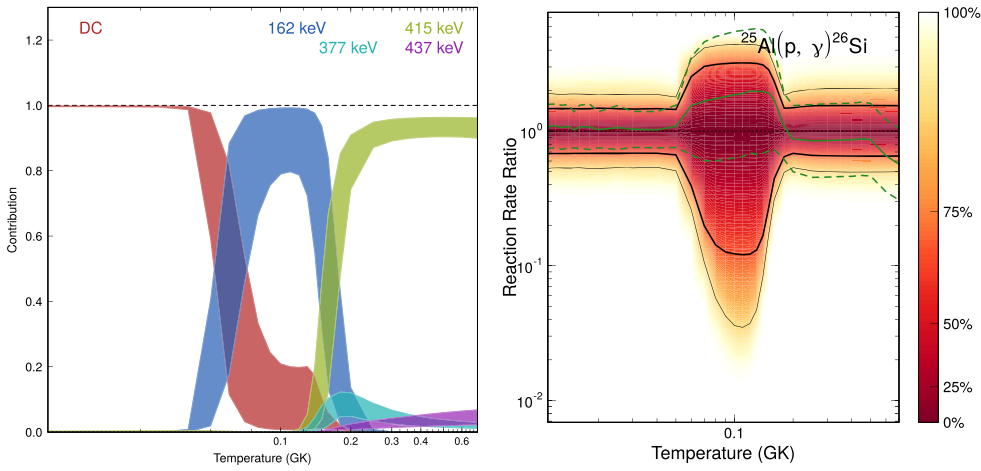 DC
162 keV
415 keV
377 keV
437 keV
1.2
1.0
0.8
0.6
0.4
0.2
0.0
Contribution
0.1
0.2
0.3
0.4
0.6
Temperature (GK)
²⁵Al(p, γ)²⁶Si
10⁰
10⁻¹
10⁻²
Reaction Rate Ratio
0.1
Temperature (GK)
100%
75%
50%
25%
0%